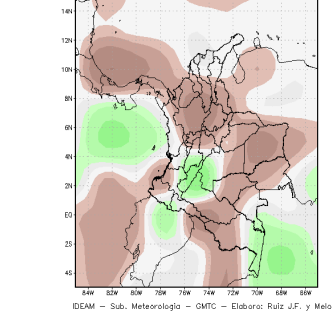 14N
12N
10N
8N
6N
4N
2N
EQ
2S
4S
84W 82W 80W 78W 76W 74W 72W 70W 68W 66W
IDEAM — Sub. Meteorología — GMTC — Elaboro: Ruiz J.F. y Melo